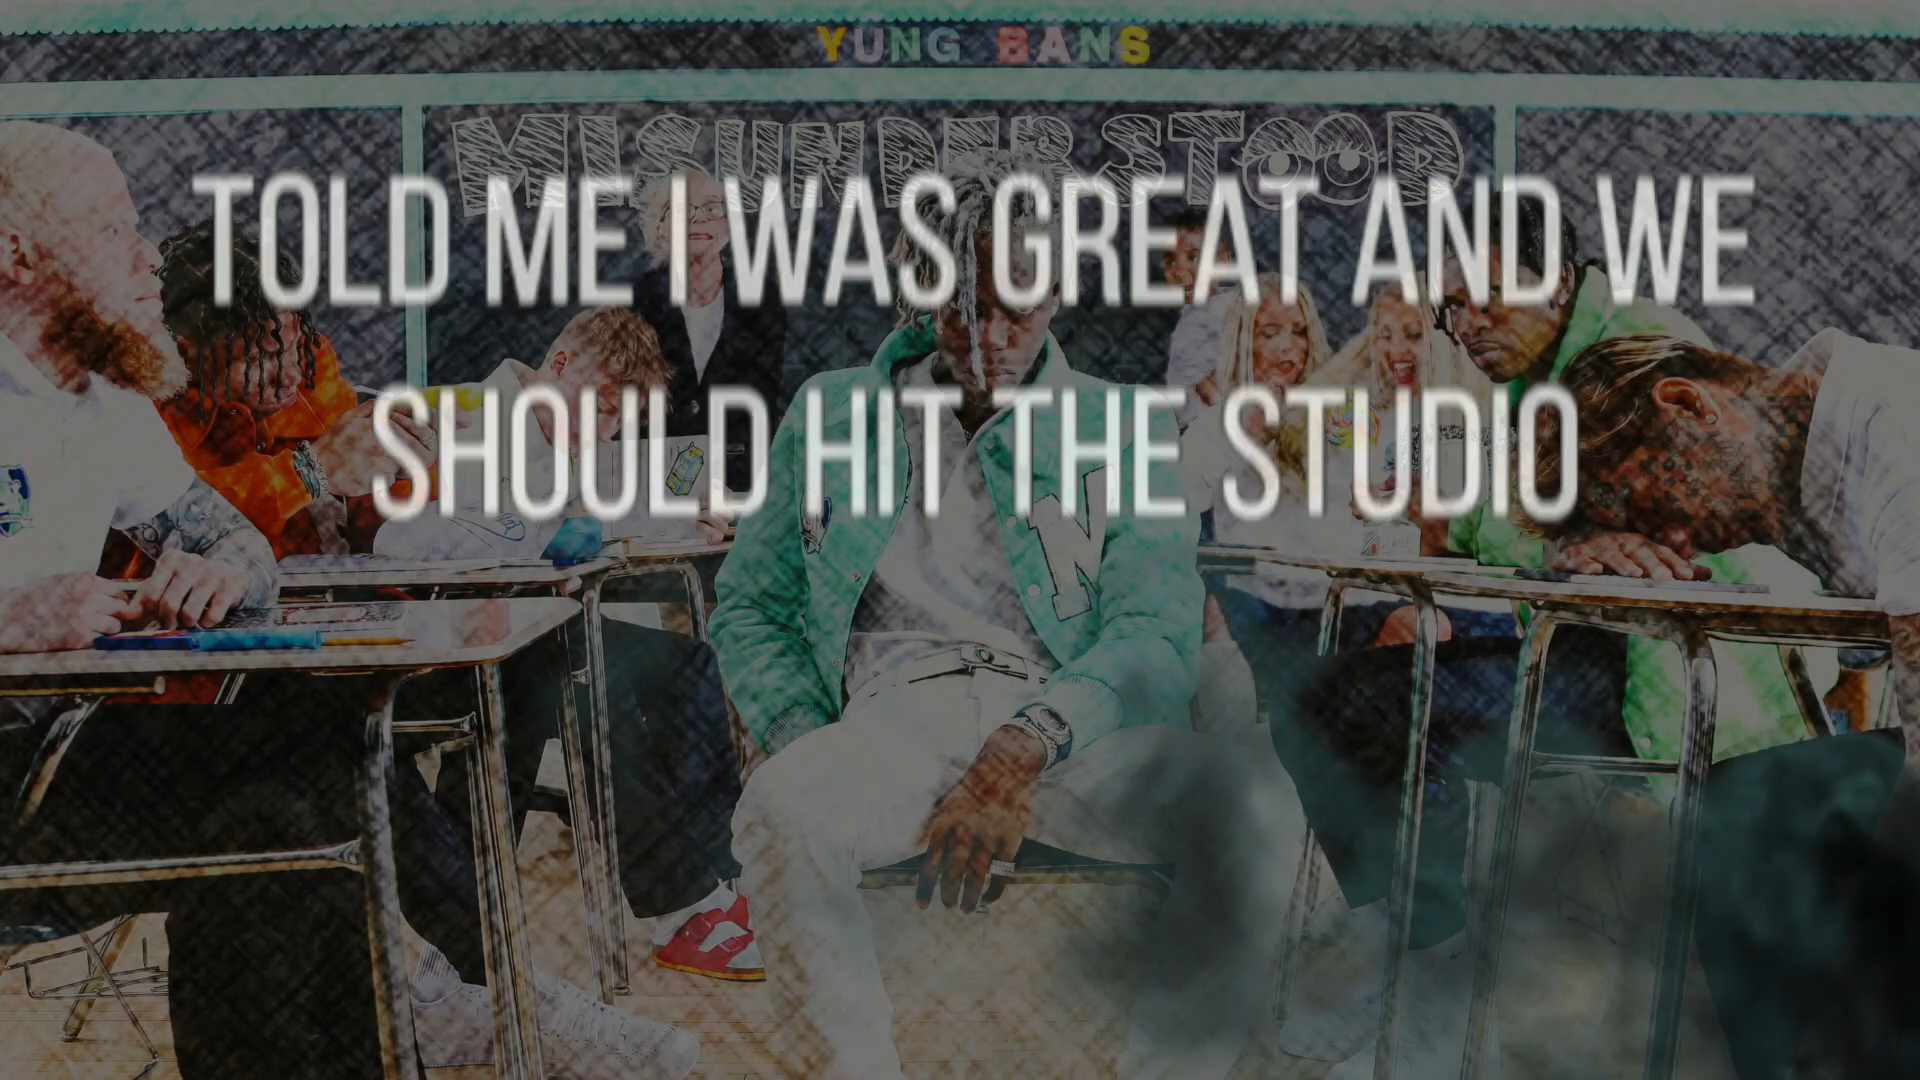 YUNG BANS
MISUNDERSTOOD
TOLD ME I WAS GREAT AND WE
SHOULD HIT THE STUDIO
N